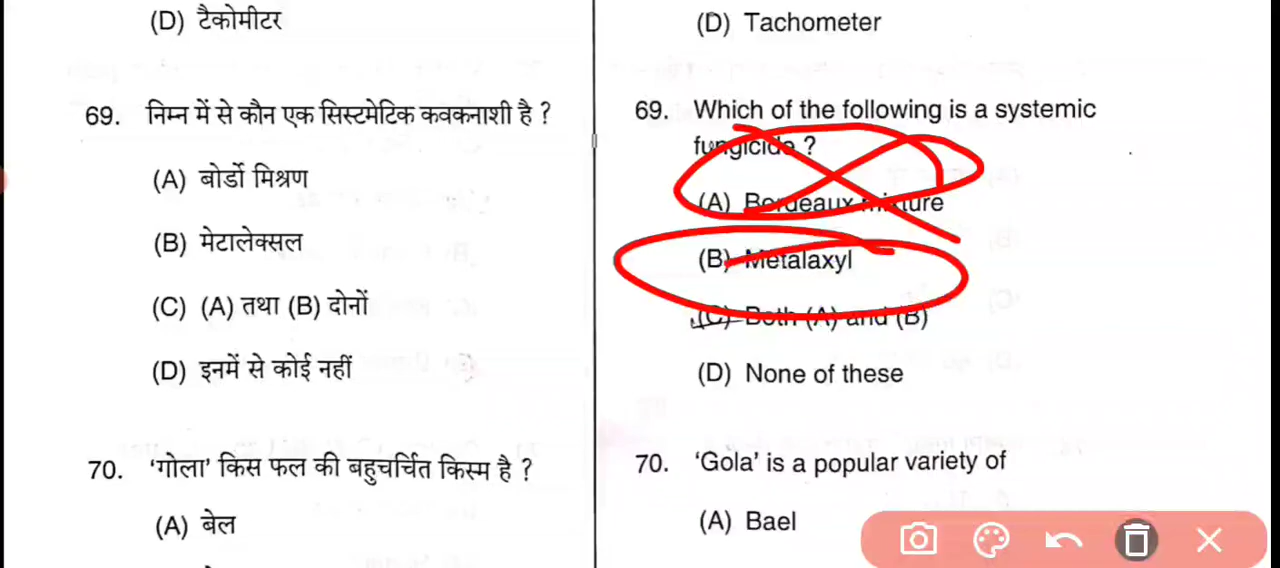 (D) टैकोमीटर
69. निम्न में से कौन एक सिस्टमेटिक कवकनाशी है ?
(A) बोर्डो मिश्रण
(B) मेटालेक्सल
(C) (A) तथा (B) दोनों
(D) इनमें से कोई नहीं
70. ‘गोला’ किस फल की बहुचर्चित किस्म है ?
(A) बेल
(D) Tachometer
69. Which of the following is a systemic
fungicide ?
(A) Bordeaux mixture
(B) Metalaxyl
(C) Both (A) and (B)
(D) None of these
70. ‘Gola’ is a popular variety of
(A) Bael